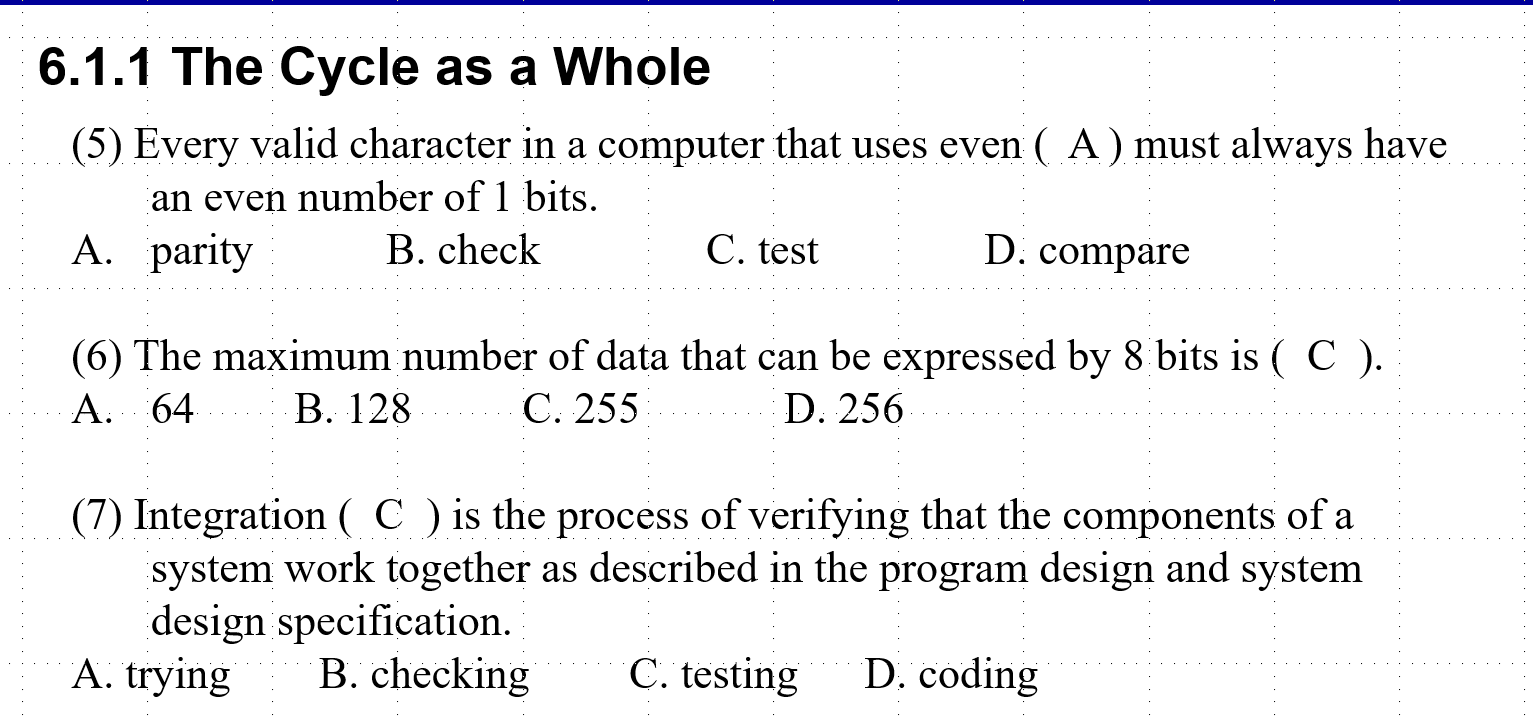 6.1.1 The Cycle as a Whole
(5) Every valid character in a computer that uses even ( A ) must always have
an even number of 1 bits.
A. parity B. check C. test D. compare
(6) The maximum number of data that can be expressed by 8 bits is ( C ).
A. 64 B. 128 C. 255 D. 256
(7) Integration ( C ) is the process of verifying that the components of a
system work together as described in the program design and system
design specification.
A. trying B. checking C. testing D. coding